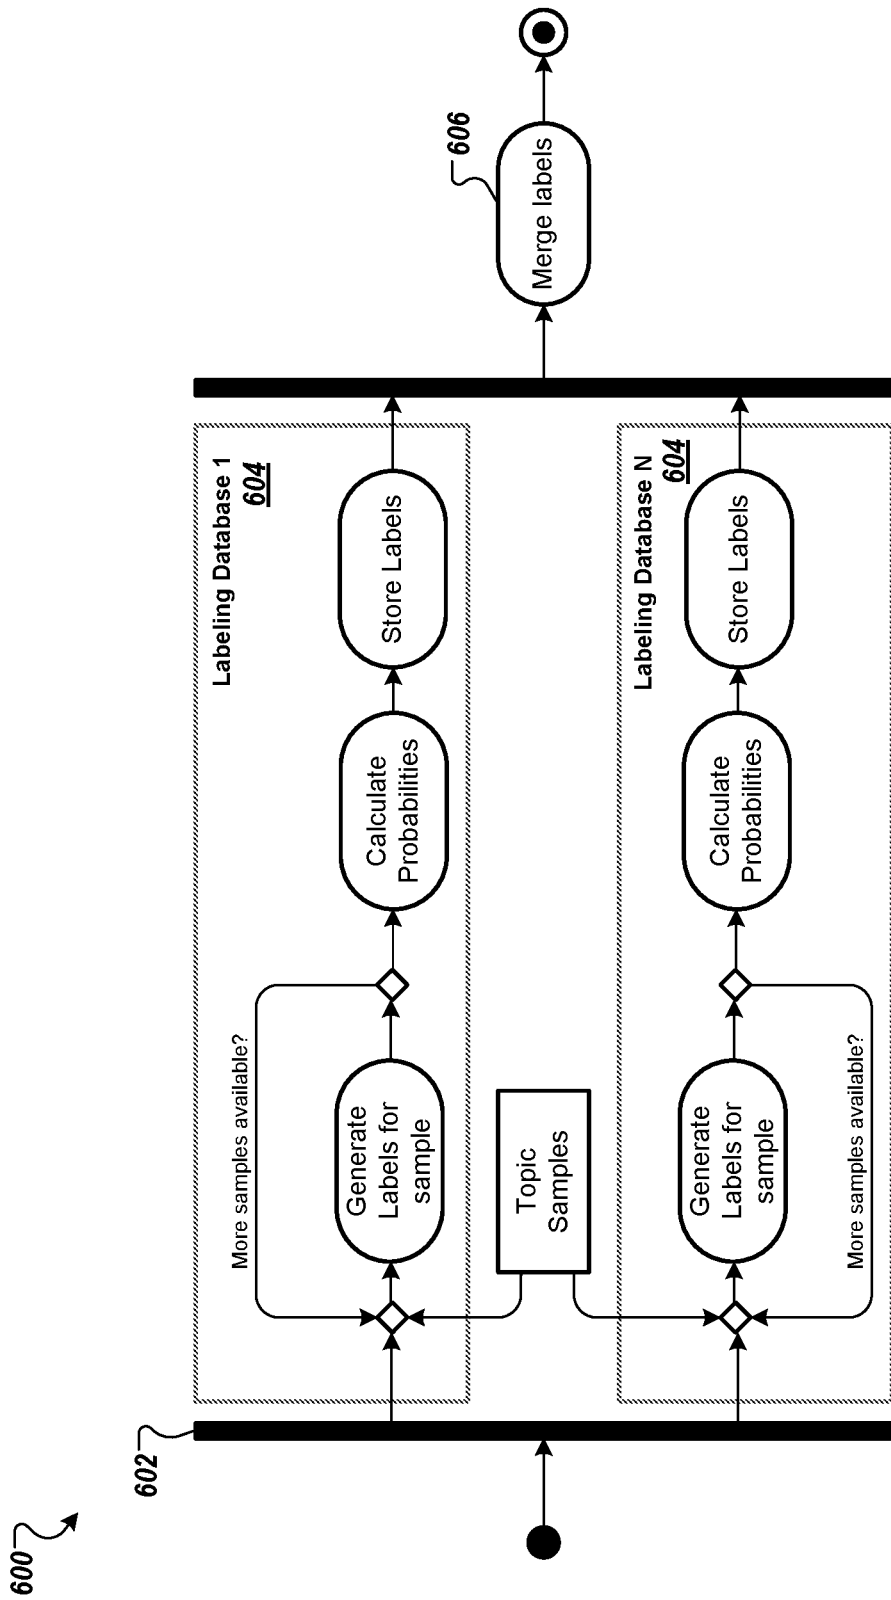 600
602
Labeling Database 1
604
More samples available?
Generate
Labels for
sample
Calculate
Probabilities
Store Labels
Topic
Samples
Labeling Database N
604
Generate
Labels for
sample
More samples available?
Calculate
Probabilities
Store Labels
Merge labels
606